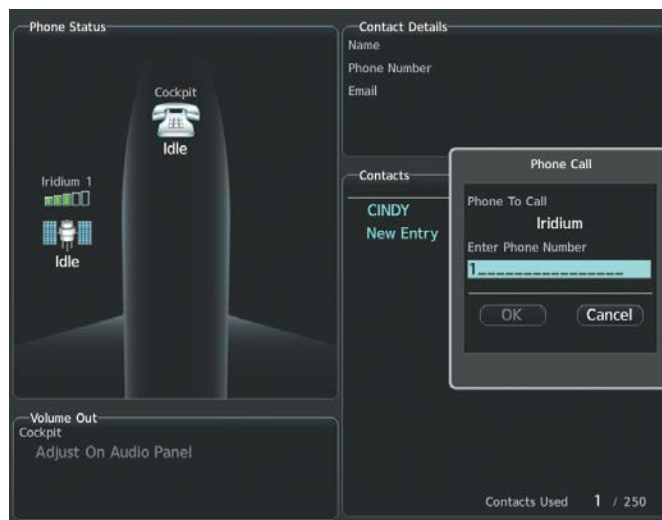 Phone Status
Cockpit
Idle
Iridium 1
Idle
Volume Out
Cockpit
Adjust On Audio Panel
Contact Details
Name
Phone Number
Email
Contacts
CINDY
New Entry
Phone Call
Phone To Call
Iridium
Enter Phone Number
1________________
OK Cancel
Contacts Used 1 / 250